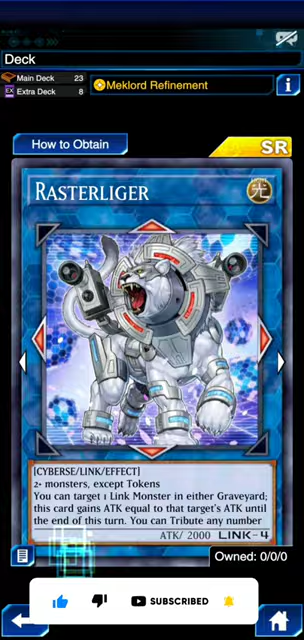 Deck
Main Deck 23
EX Extra Deck 8
Meklord Refinement
i
How to Obtain
SR
RASTERLIGER
LIGHT
光
[CYBERSE/LINK/EFFECT]
2+ monsters, except Tokens
You can target 1 Link Monster in either Graveyard;
this card gains ATK equal to that target's ATK until
the end of this turn. You can Tribute any number
ATK/ 2000 LINK-4
Owned: 0/0/0
SUBSCRIBED